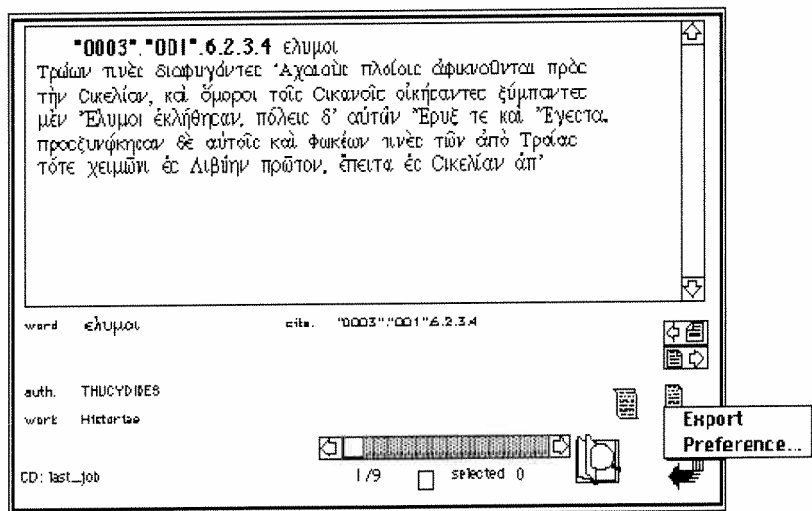 "0003"."001".6.2.3.4 ελυμοι
Τρώων τινὲς διαφυγόντες Ἀχαιοὺς πλοίοις ἀφικνοῦνται πρὸς
τὴν Ϲικελίαν, καὶ ὅμοροι τοῖς Ϲικανοῖς οἰκήσαντες ξύμπαντες
μὲν Ἔλυμοι ἐκλήθησαν, πόλεις δ' αὐτῶν Ἔρυξ τε καὶ Ἔγεστα.
προσξυνῴκησαν δὲ αὐτοῖς καὶ Φωκέων τινὲς τῶν ἀπὸ Τροίας
τότε χειμῶνι ἐς Λιβύην πρῶτον, ἔπειτα ἐς Ϲικελίαν ἀπ'
word ελυμοι cite. "0003"."001".6.2.3.4
auth. THUCYDIDES
work Historiae
Export
Preference...
CD: last_job 1/9 selected 0